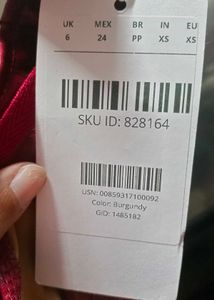 UK MEX BR IN EU
6 24 PP XS XS
SKU ID: 828164
USN: 00859317100092
Color: Burgundy
GID: 1485182